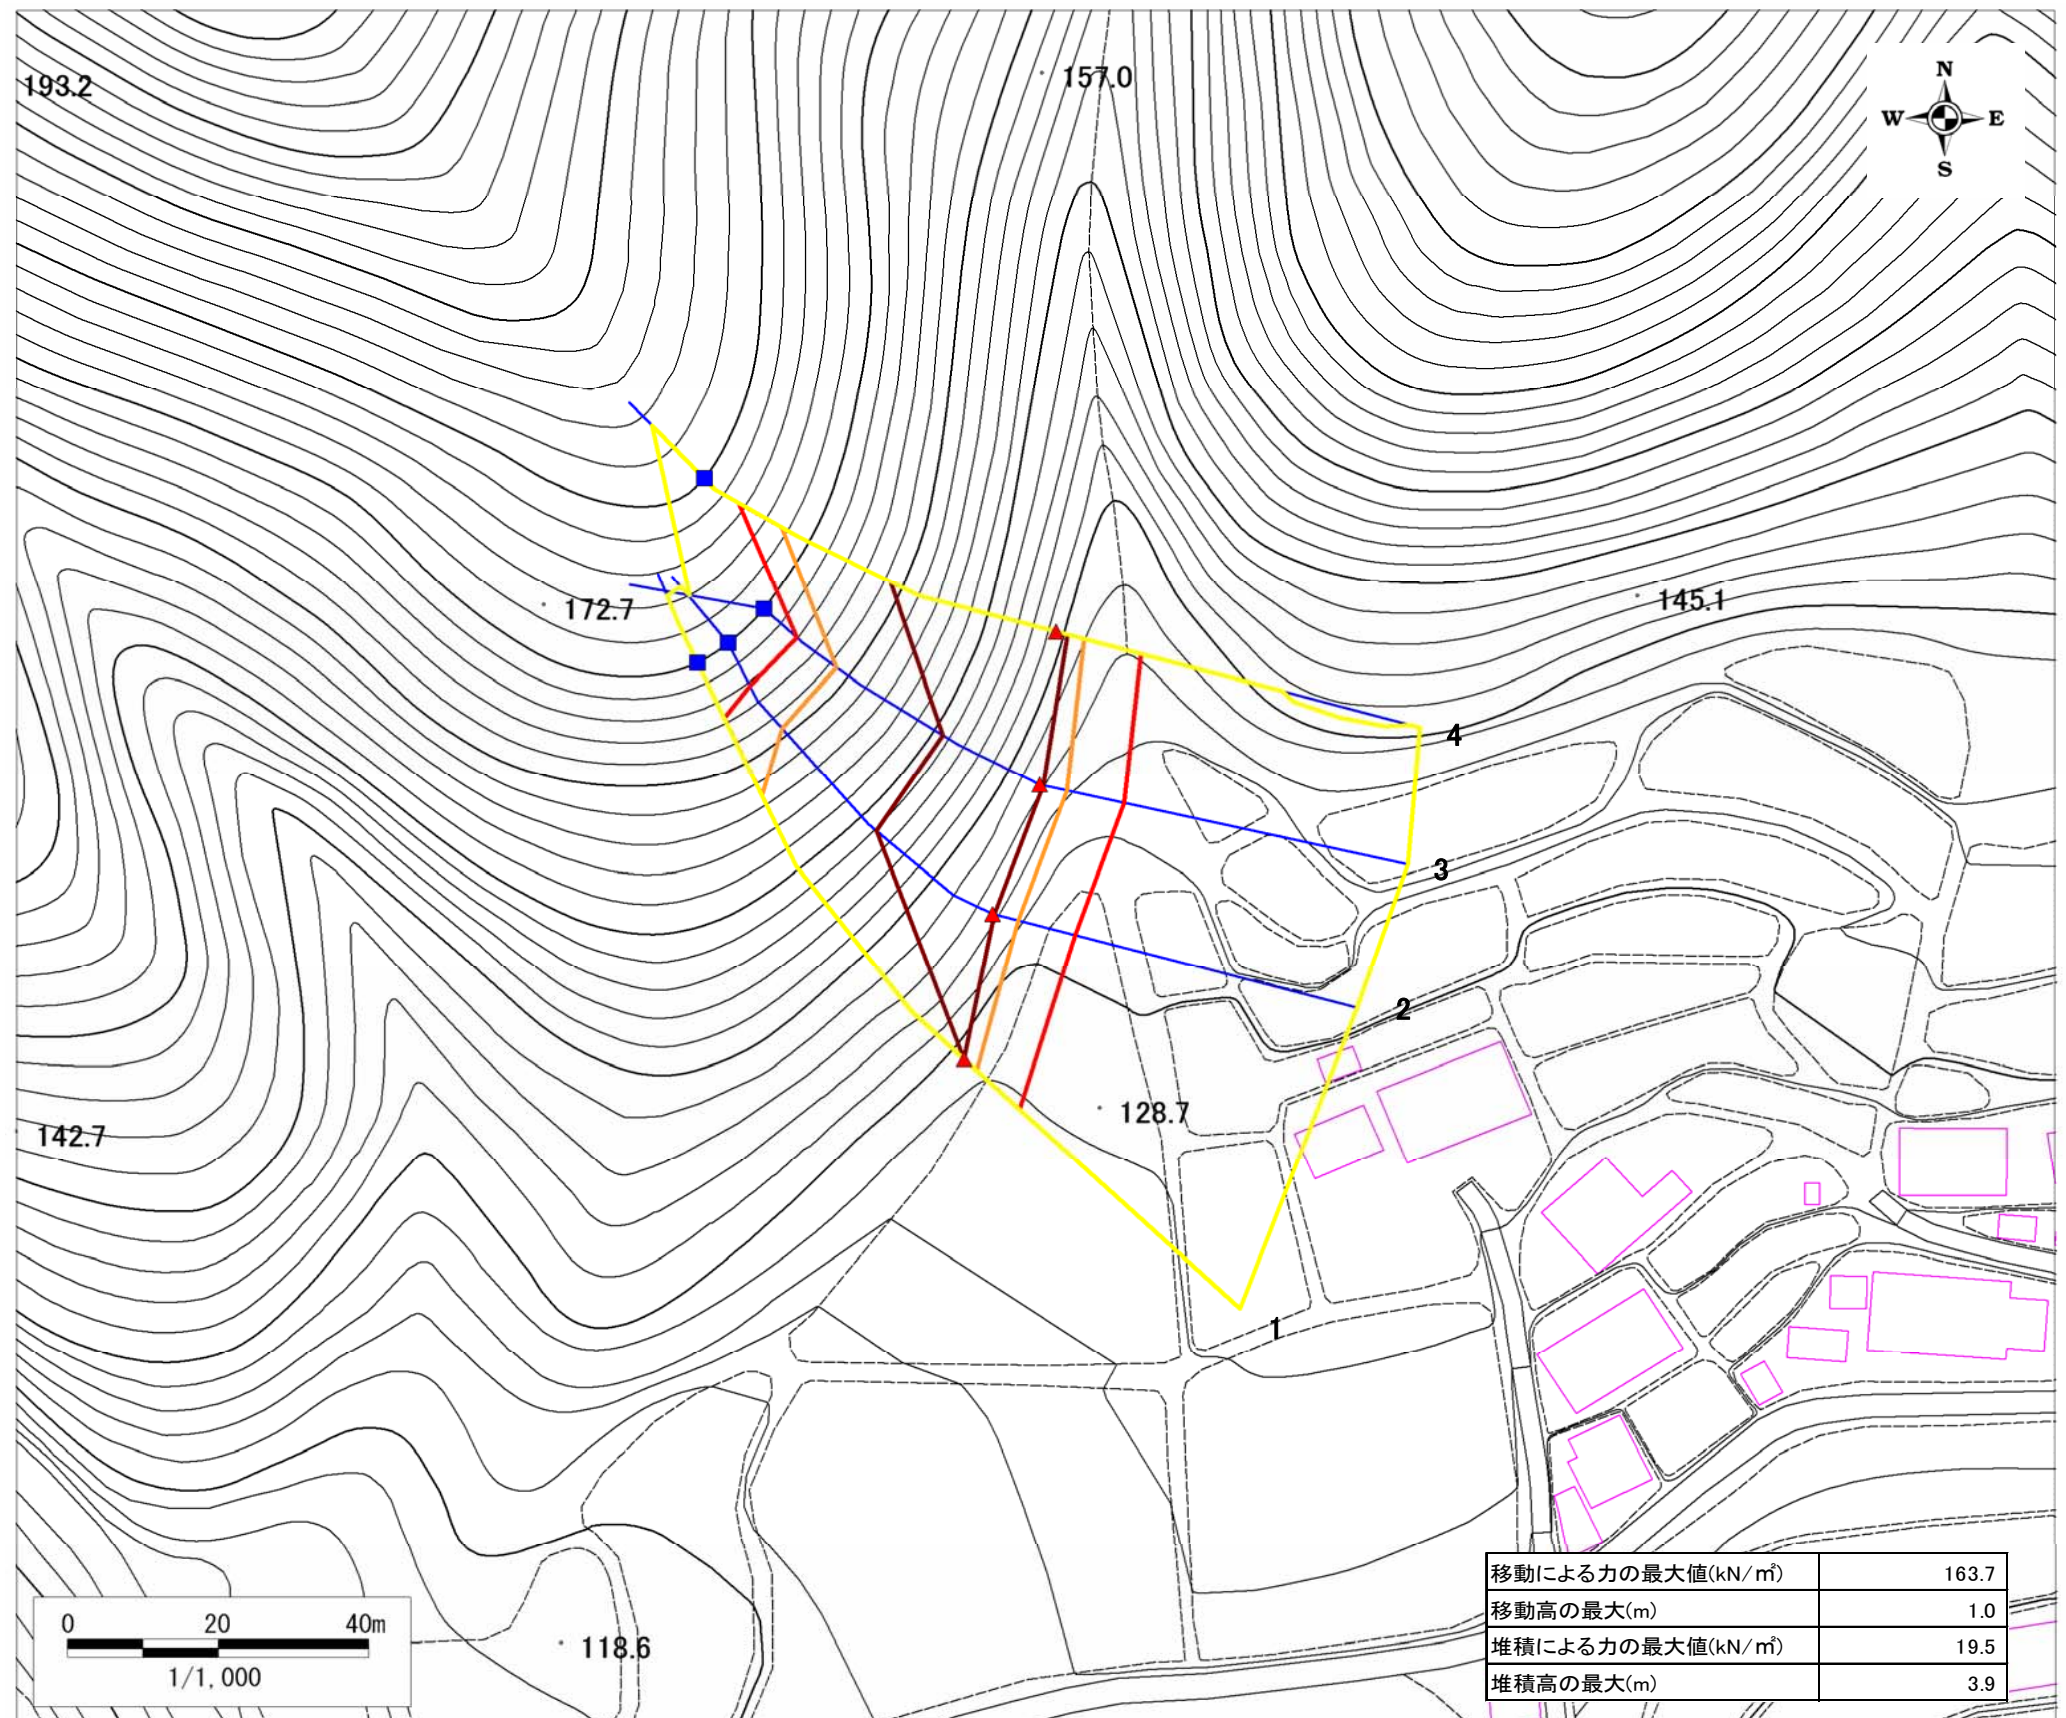 193.2
157.0
N
W E
S
172.7
145.1
4
3
2
128.7
142.7
1
移動による力の最大値(kN/㎡) 163.7
移動高の最大(m) 1.0
堆積による力の最大値(kN/㎡) 19.5
堆積高の最大(m) 3.9
0 20 40m
1/1,000
118.6